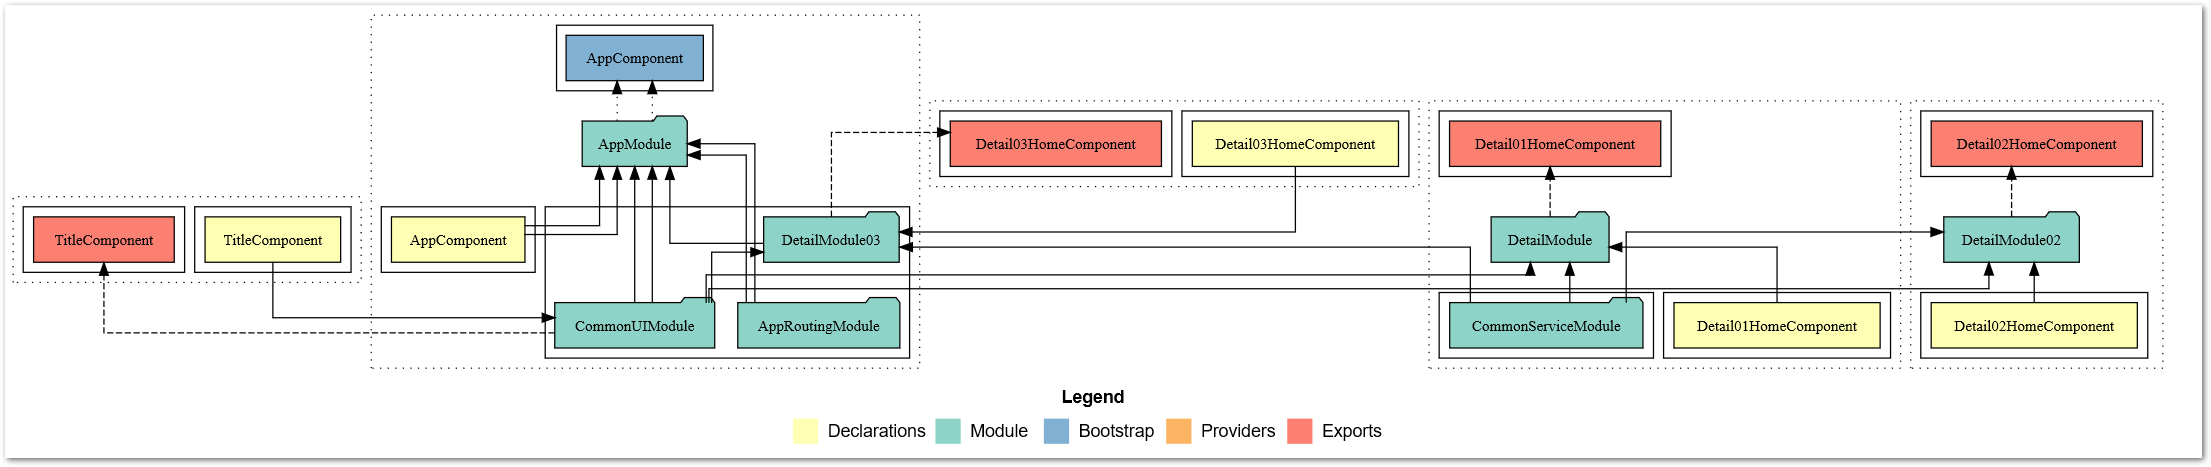 AppComponent
AppModule
Detail03HomeComponent
Detail03HomeComponent
Detail01HomeComponent
Detail02HomeComponent
TitleComponent
TitleComponent
AppComponent
DetailModule03
DetailModule
DetailModule02
CommonUIModule
AppRoutingModule
CommonServiceModule
Detail01HomeComponent
Detail02HomeComponent
Legend
Declarations
Module
Bootstrap
Providers
Exports